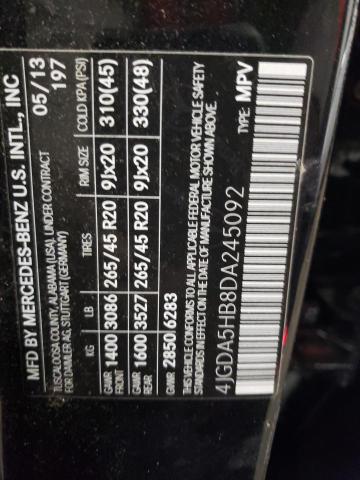 MFD BY MERCEDES-BENZ U.S. INTL., INC
TUSCALOOSA COUNTY, ALABAMA (USA), UNDER CONTRACT 05/13
FOR DAIMLER AG, STUTTGART (GERMANY) 197
KG LB TIRES RIM SIZE COLD KPA (PSI)
GAWR FRONT 1400 3086 265/45 R20 9Jx20 310(45)
GAWR REAR 1600 3527 265/45 R20 9Jx20 330(48)
GVWR 2850 6283
THIS VEHICLE CONFORMS TO ALL APPLICABLE FEDERAL MOTOR VEHICLE SAFETY
STANDARDS IN EFFECT ON THE DATE OF MANUFACTURE SHOWN ABOVE.
4JGDA5HB8DA245092 TYPE: MPV